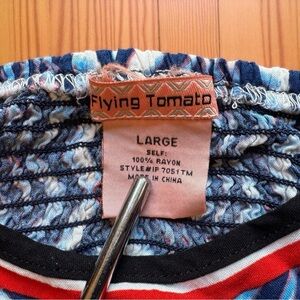 Flying Tomato
LARGE
SELF:
100% RAYON
STYLE#IP 7051TM
MADE IN CHINA